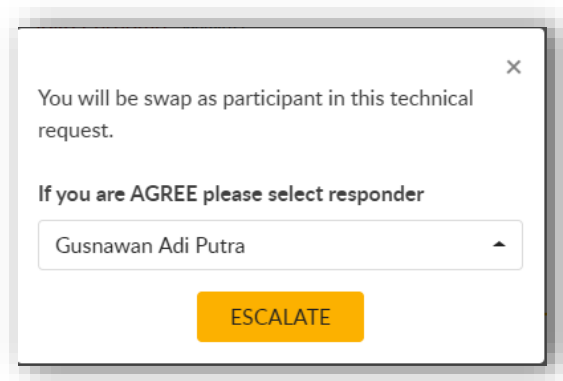 ×
You will be swap as participant in this technical
request.
If you are AGREE please select responder
Gusnawan Adi Putra
ESCALATE